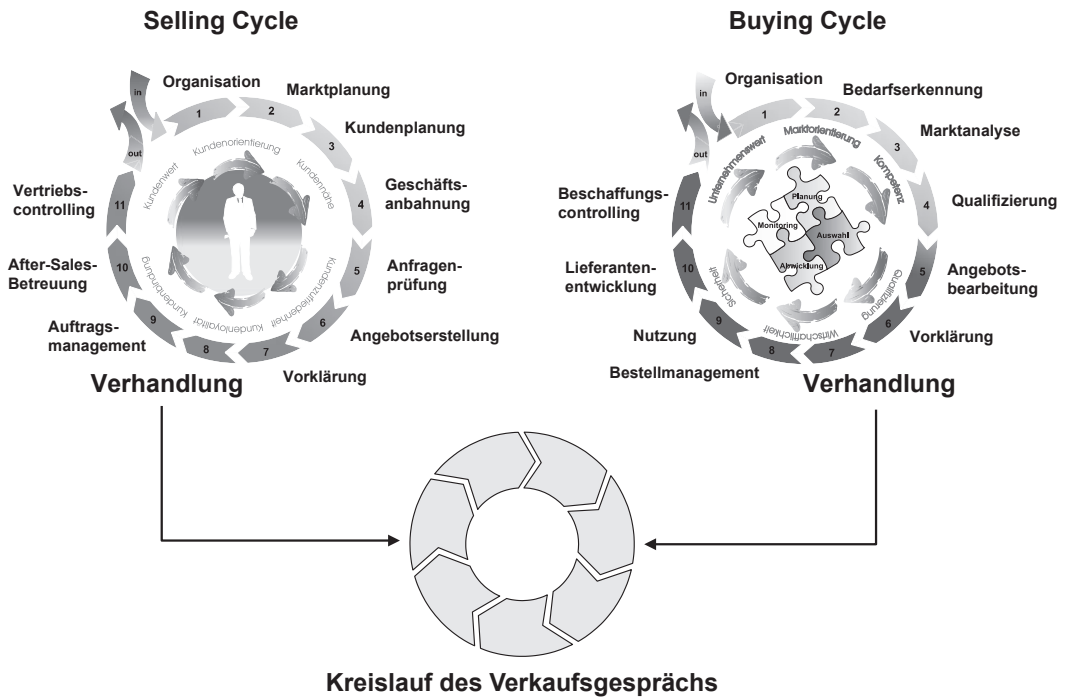 Selling Cycle
in
out
Organisation
Marktplanung
Kundenplanung
Geschäfts-
anbahnung
Anfragen-
prüfung
Angebotserstellung
Vorklärung
Verhandlung
Auftrags-
management
After-Sales-
Betreuung
Vertriebs-
controlling
1
2
3
4
5
6
7
8
9
10
11
Kundenwert
Kundenorientierung
Kundennähe
Kundenzufriedenheit
Kundenloyalität
Kundenbindung
Buying Cycle
in
out
Organisation
Bedarfserkennung
Marktanalyse
Qualifizierung
Angebots-
bearbeitung
Vorklärung
Verhandlung
Bestellmanagement
Nutzung
Lieferanten-
entwicklung
Beschaffungs-
controlling
1
2
3
4
5
6
7
8
9
10
11
Unternehmenswert
Marktorientierung
Kompetenz
Qualifizierung
Wirtschaftlichkeit
Sicherheit
Planung
Monitoring
Auswahl
Abwicklung
Kreislauf des Verkaufsgesprächs